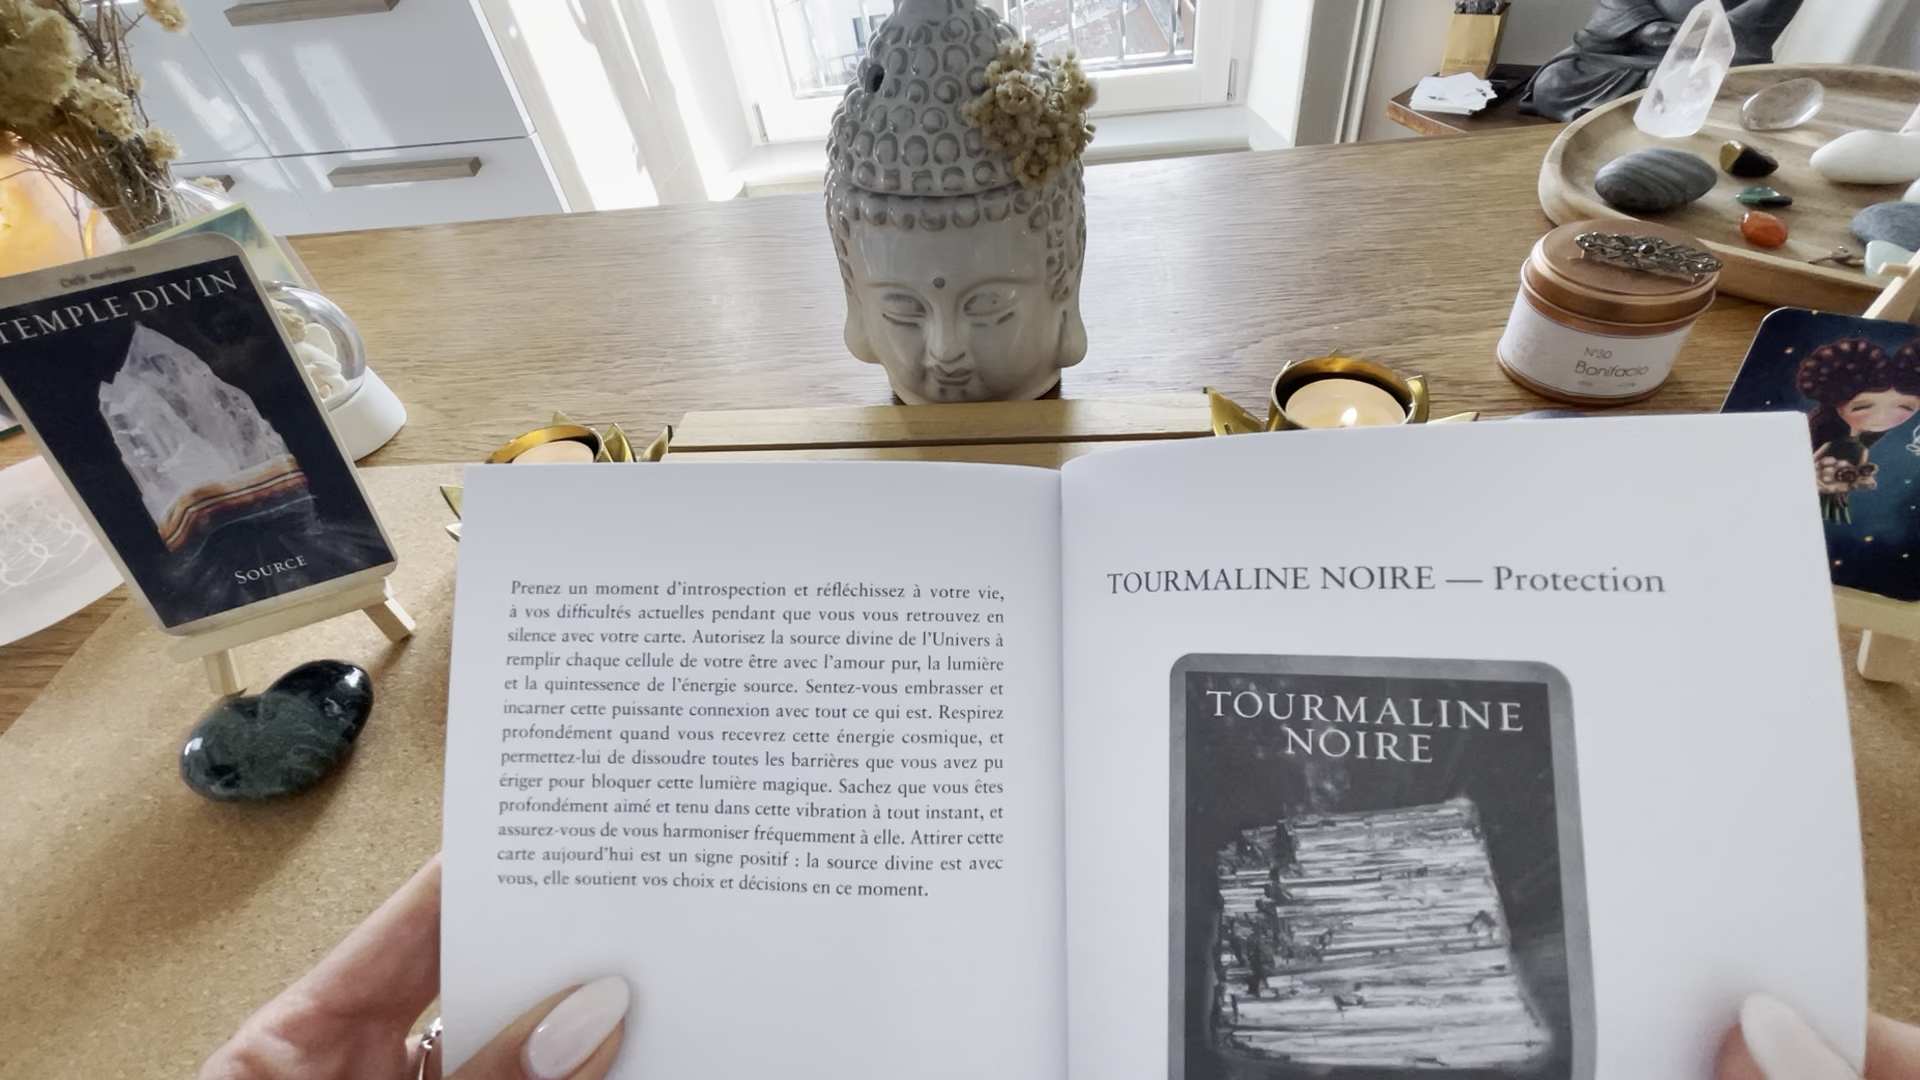 TEMPLE DIVIN
SOURCE
N°30
Bonifacio
Prenez un moment d'introspection et réfléchissez à votre vie,
à vos difficultés actuelles pendant que vous vous retrouvez en
silence avec votre carte. Autorisez la source divine de l'Univers à
remplir chaque cellule de votre être avec l'amour pur, la lumière
et la quintessence de l'énergie source. Sentez-vous embrasser et
incarner cette puissante connexion avec tout ce qui est. Respirez
profondément quand vous recevrez cette énergie cosmique, et
permettez-lui de dissoudre toutes les barrières que vous avez pu
ériger pour bloquer cette lumière magique. Sachez que vous êtes
profondément aimé et tenu dans cette vibration à tout instant, et
assurez-vous de vous harmoniser fréquemment à elle. Attirer cette
carte aujourd'hui est un signe positif : la source divine est avec
vous, elle soutient vos choix et décisions en ce moment.
TOURMALINE NOIRE — Protection
TOURMALINE
NOIRE